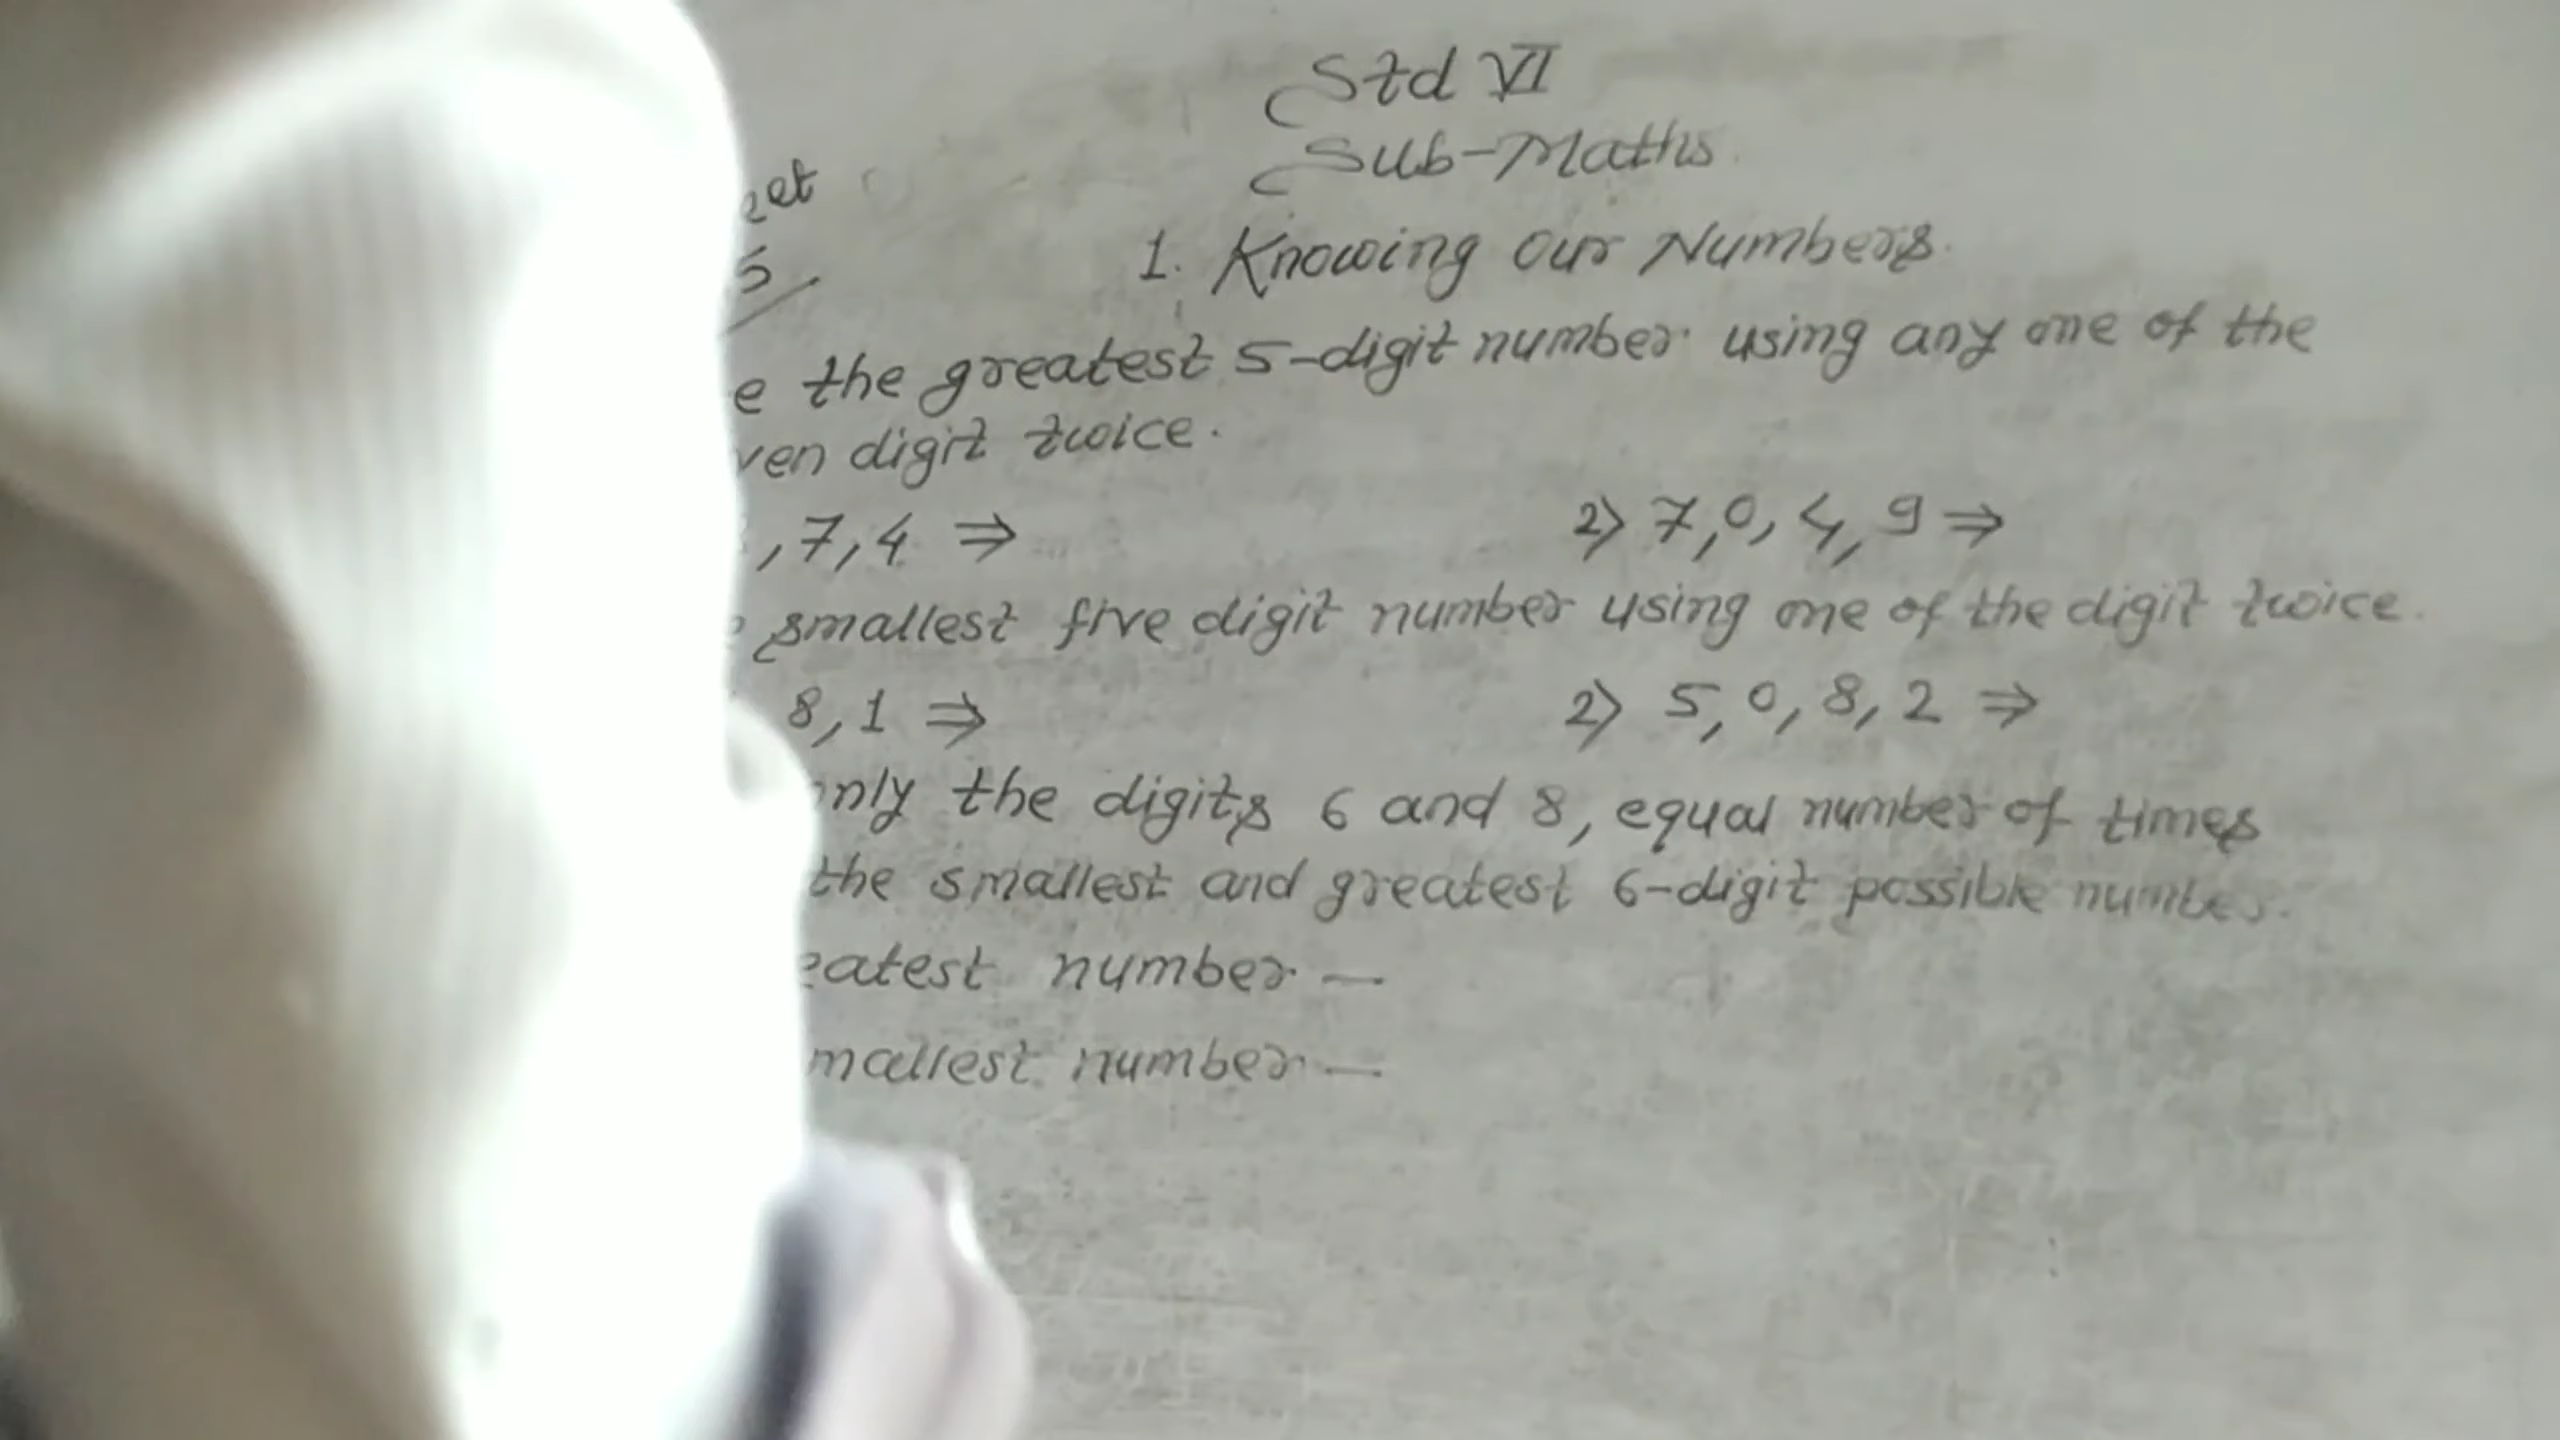 Std VI
Sub-Maths
et
5
1. Knowing Our Numbers.
e the greatest 5-digit number using any one of the
ven digit twice.
,7,4 ⇒ 2) 7,0,4,9 ⇒
smallest five digit number using one of the digit twice.
8,1 ⇒ 2) 5,0,8,2 ⇒
nly the digits 6 and 8, equal number of times
the smallest and greatest 6-digit possible number.
eatest number —
mallest number —